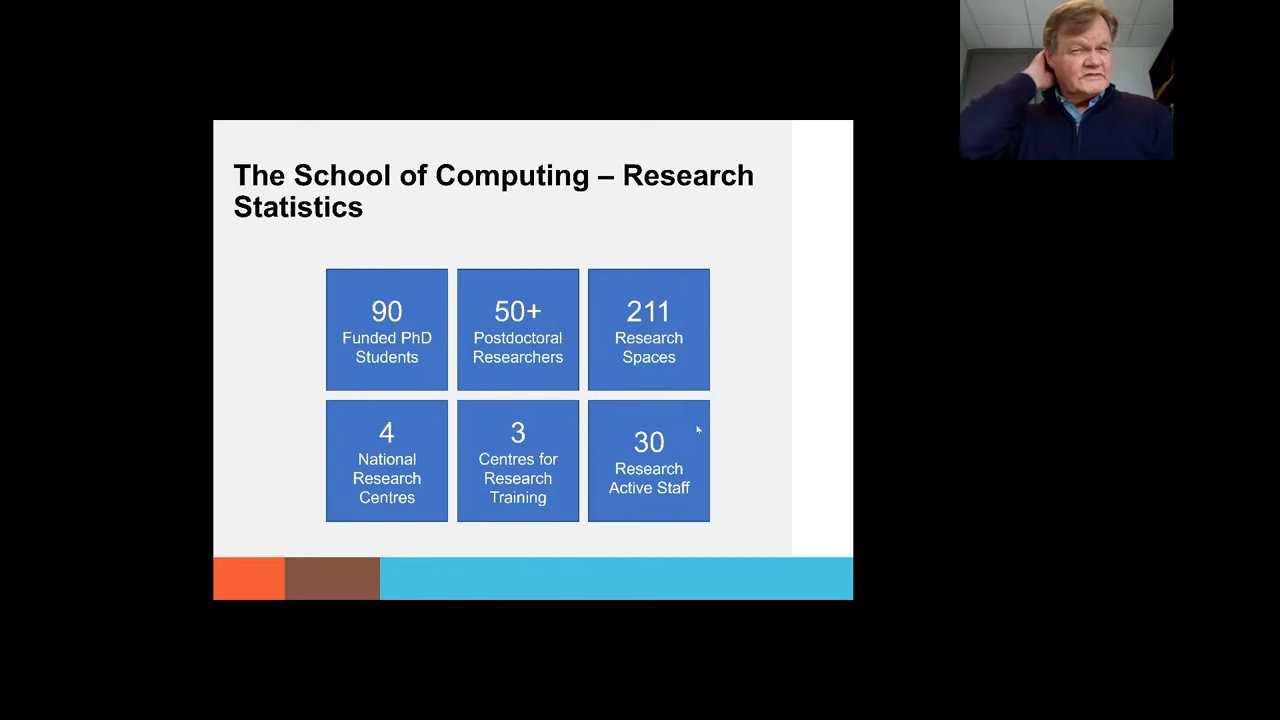 The School of Computing – Research
Statistics
90
Funded PhD
Students
50+
Postdoctoral
Researchers
211
Research
Spaces
4
National
Research
Centres
3
Centres for
Research
Training
30
Research
Active Staff